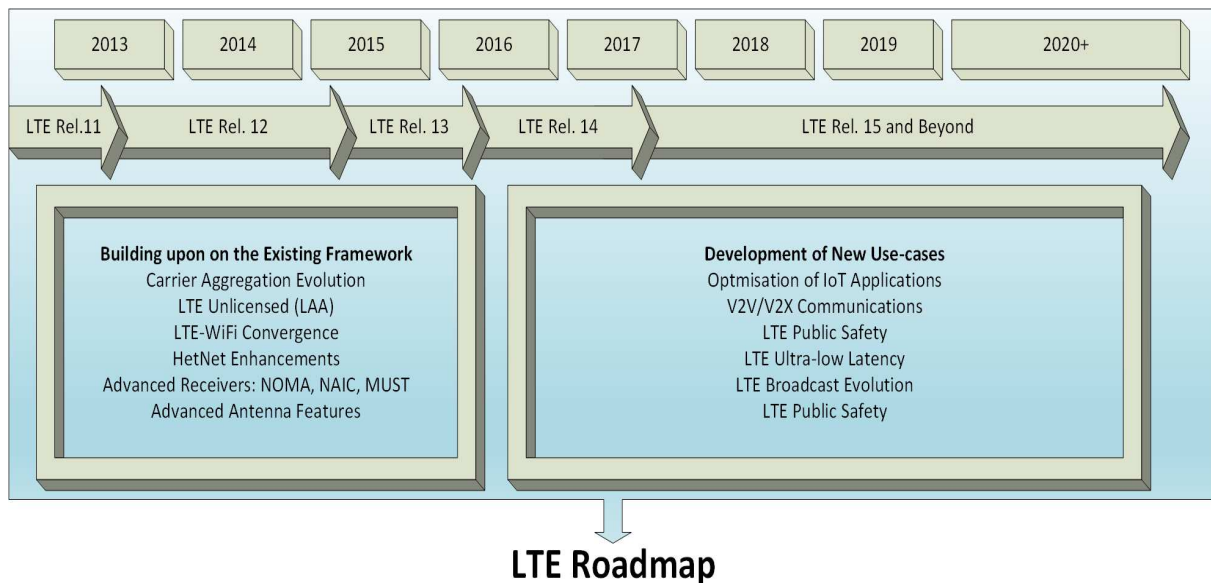 2013
2014
2015
2016
2017
2018
2019
2020+
LTE Rel.11
LTE Rel. 12
LTE Rel. 13
LTE Rel. 14
LTE Rel. 15 and Beyond
Building upon on the Existing Framework
Carrier Aggregation Evolution
LTE Unlicensed (LAA)
LTE-WiFi Convergence
HetNet Enhancements
Advanced Receivers: NOMA, NAIC, MUST
Advanced Antenna Features
Development of New Use-cases
Optmisation of IoT Applications
V2V/V2X Communications
LTE Public Safety
LTE Ultra-low Latency
LTE Broadcast Evolution
LTE Public Safety
LTE Roadmap